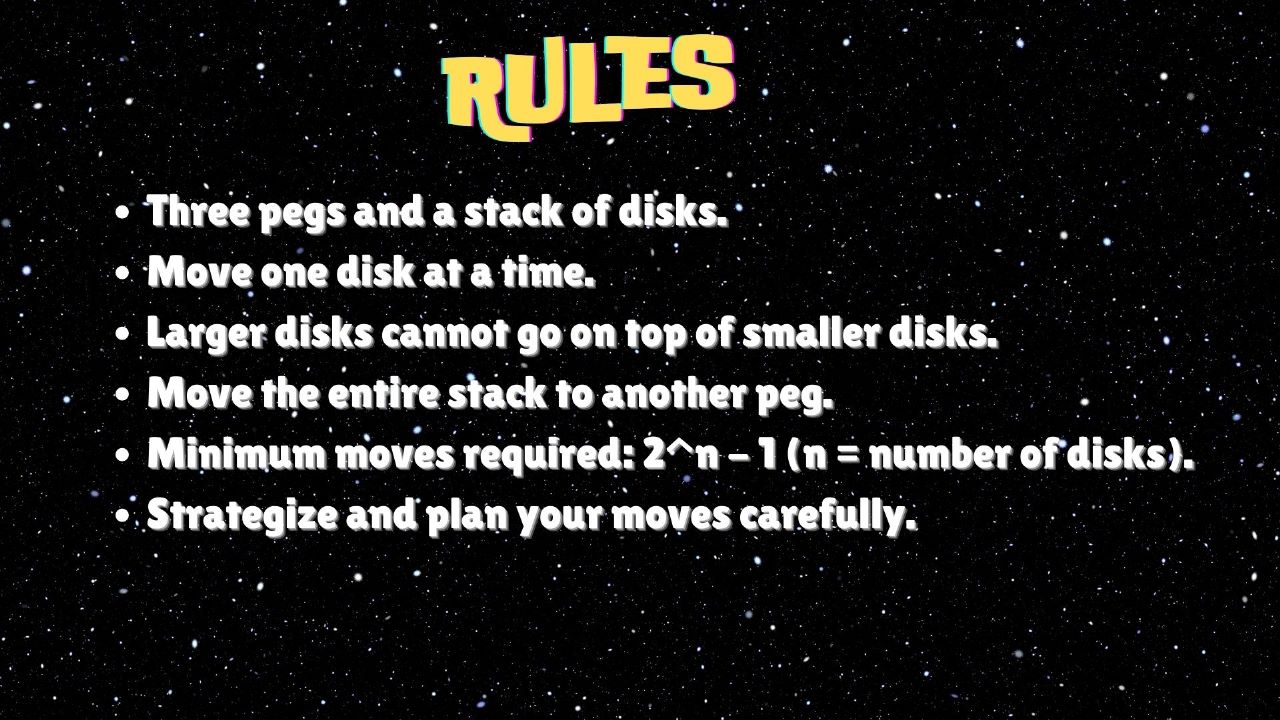 RULES
• Three pegs and a stack of disks.
• Move one disk at a time.
• Larger disks cannot go on top of smaller disks.
• Move the entire stack to another peg.
• Minimum moves required: 2^n – 1 (n = number of disks).
• Strategize and plan your moves carefully.